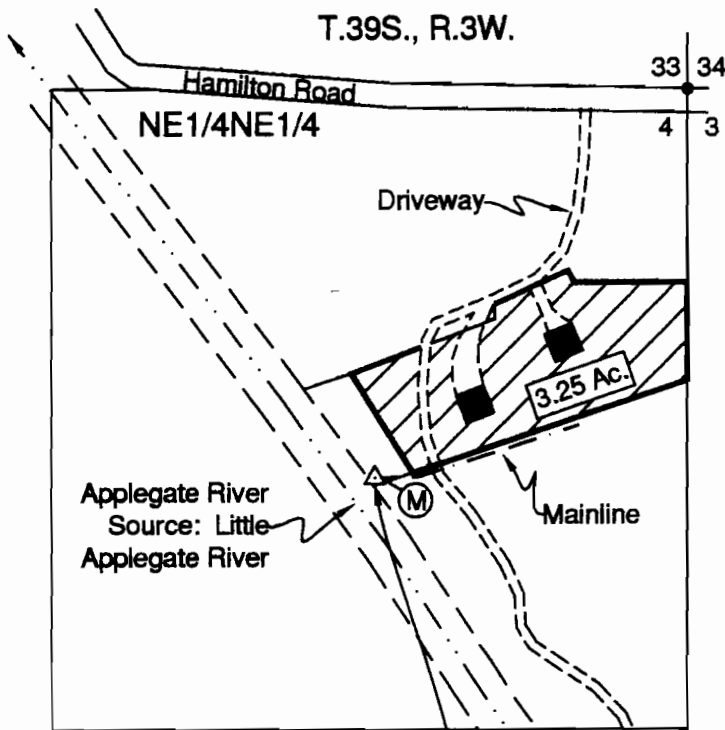 T.39S., R.3W.
33 34
Hamilton Road
NE1/4NE1/4
4 3
Driveway
3.25 Ac.
Applegate River
Source: Little
Applegate River
M
Mainline